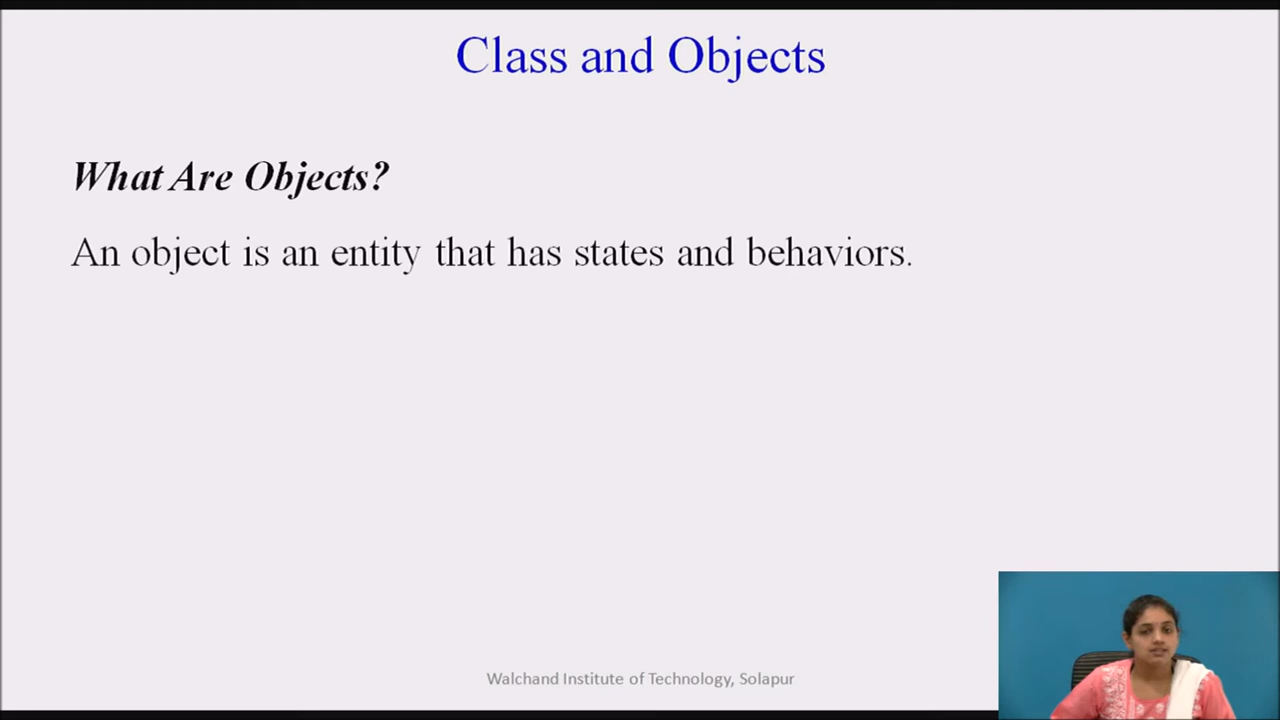 Class and Objects
What Are Objects?
An object is an entity that has states and behaviors.
Walchand Institute of Technology, Solapur